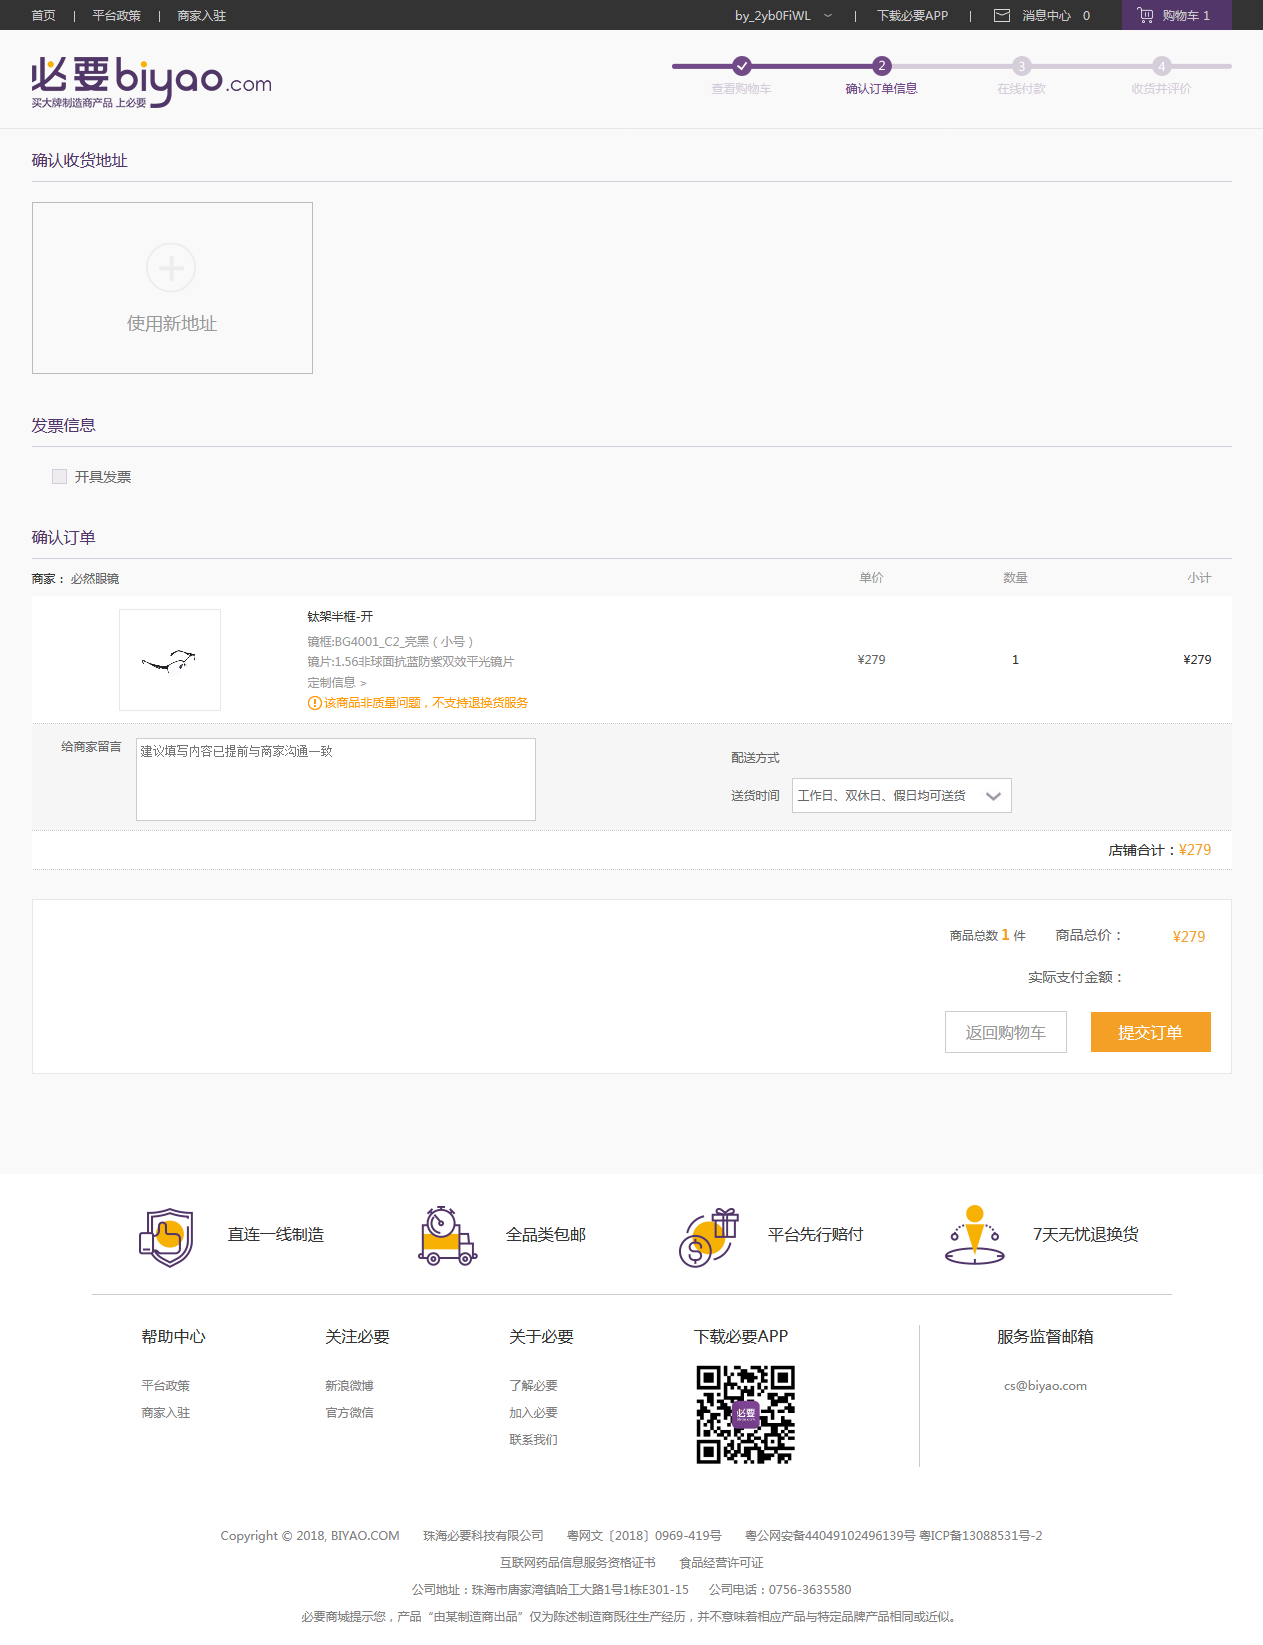 首页 | 平台政策 | 商家入驻 by_2yb0FiWL | 下载必要APP | 消息中心 0 购物车 1
必要biyao.com
买大牌制造商产品 上必要
2 3 4
查看购物车 确认订单信息 在线付款 收货并评价
确认收货地址
使用新地址
发票信息
开具发票
确认订单
商家： 必然眼镜 单价 数量 小计
钛架半框-开
镜框:BG4001_C2_亮黑（小号）
镜片:1.56非球面抗蓝防紫双效平光镜片 ¥279 1 ¥279
定制信息 >
该商品非质量问题，不支持退换货服务
给商家留言 建议填写内容已提前与商家沟通一致
配送方式
送货时间 工作日、双休日、假日均可送货
店铺合计：¥279
商品总数 1 件 商品总价： ¥279
实际支付金额：
返回购物车 提交订单
直连一线制造 全品类包邮 平台先行赔付 7天无忧退换货
帮助中心 关注必要 关于必要 下载必要APP 服务监督邮箱
平台政策 新浪微博 了解必要 cs@biyao.com
商家入驻 官方微信 加入必要
必要
联系我们
Copyright © 2018, BIYAO.COM 珠海必要科技有限公司 粤网文〔2018〕0969-419号 粤公网安备44049102496139号 粤ICP备13088531号-2
互联网药品信息服务资格证书 食品经营许可证
公司地址：珠海市唐家湾镇哈工大路1号1栋E301-15 公司电话：0756-3635580
必要商城提示您，产品“由某制造商出品”仅为陈述制造商既往生产经历，并不意味着相应产品与特定品牌产品相同或近似。